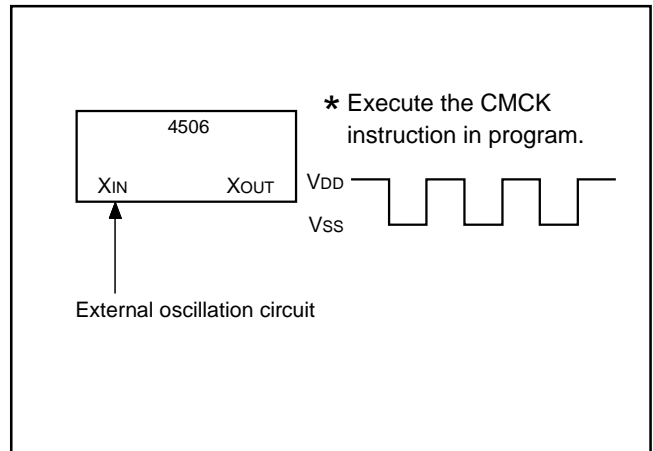 * Execute the CMCK
instruction in program.
4506
XIN XOUT
VDD
VSS
External oscillation circuit